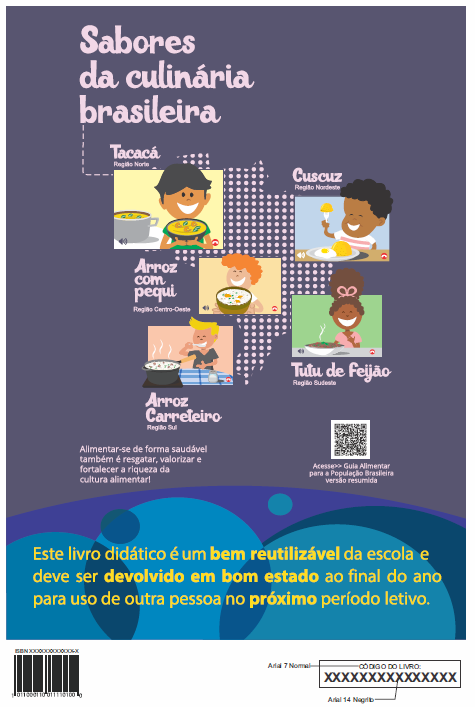 Sabores
da culinária
brasileira
Tacacá
Região Norte
Cuscuz
Região Nordeste
Arroz
com
pequi
Região Centro-Oeste
Tutu de Feijão
Região Sudeste
Arroz
Carreteiro
Região Sul
Alimentar-se de forma saudável
também é resgatar, valorizar e
fortalecer a riqueza da
cultura alimentar!
Acesse>> Guia Alimentar
para a População Brasileira
versão resumida
Este livro didático é um bem reutilizável da escola e
deve ser devolvido em bom estado ao final do ano
para uso de outra pessoa no próximo período letivo.
ISBN XXXXXXXXXXXX-X
Arial 7 Normal
CÓDIGO DO LIVRO:
XXXXXXXXXXXXXXX
Arial 14 Negrito